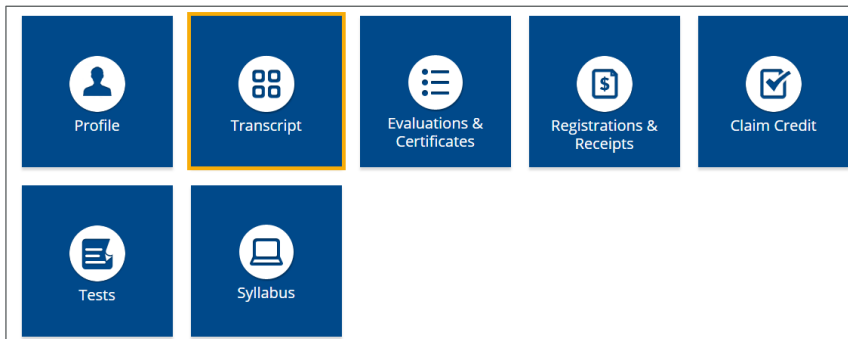 Profile
Transcript
Evaluations &
Certificates
Registrations &
Receipts
Claim Credit
Tests
Syllabus